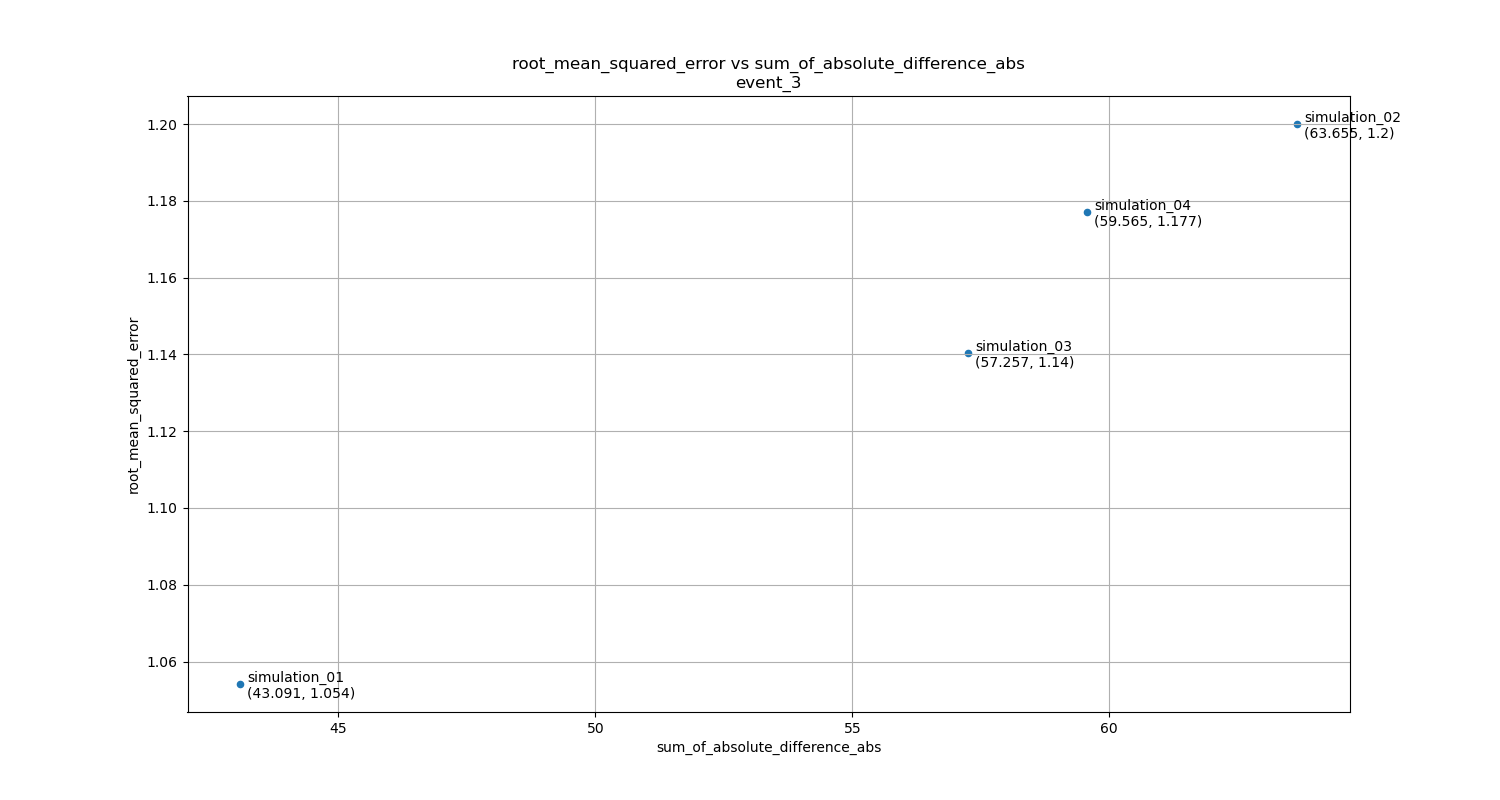 root_mean_squared_error vs sum_of_absolute_difference_abs
event_3
root_mean_squared_error
1.20
1.18
1.16
1.14
1.12
1.10
1.08
1.06
simulation_02
(63.655, 1.2)
simulation_04
(59.565, 1.177)
simulation_03
(57.257, 1.14)
simulation_01
(43.091, 1.054)
45
50
55
60
sum_of_absolute_difference_abs